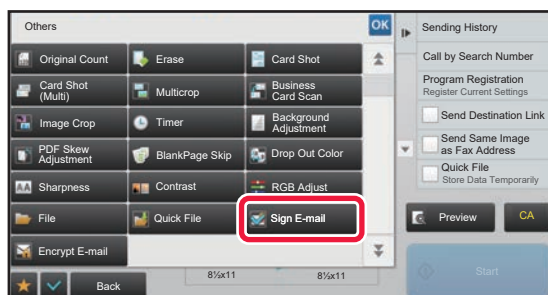 Others
OK
Original Count
Erase
Card Shot
Card Shot
(Multi)
Multicrop
Business
Card Scan
Image Crop
Timer
Background
Adjustment
PDF Skew
Adjustment
BlankPage Skip
Drop Out Color
AA Sharpness
Contrast
RGB Adjust
File
Quick File
Sign E-mail
Encrypt E-mail
Back
8½x11
8½x11
Sending History
Call by Search Number
Program Registration
Register Current Settings
Send Destination Link
Send Same Image
as Fax Address
Quick File
Store Data Temporarily
Preview
CA
Start